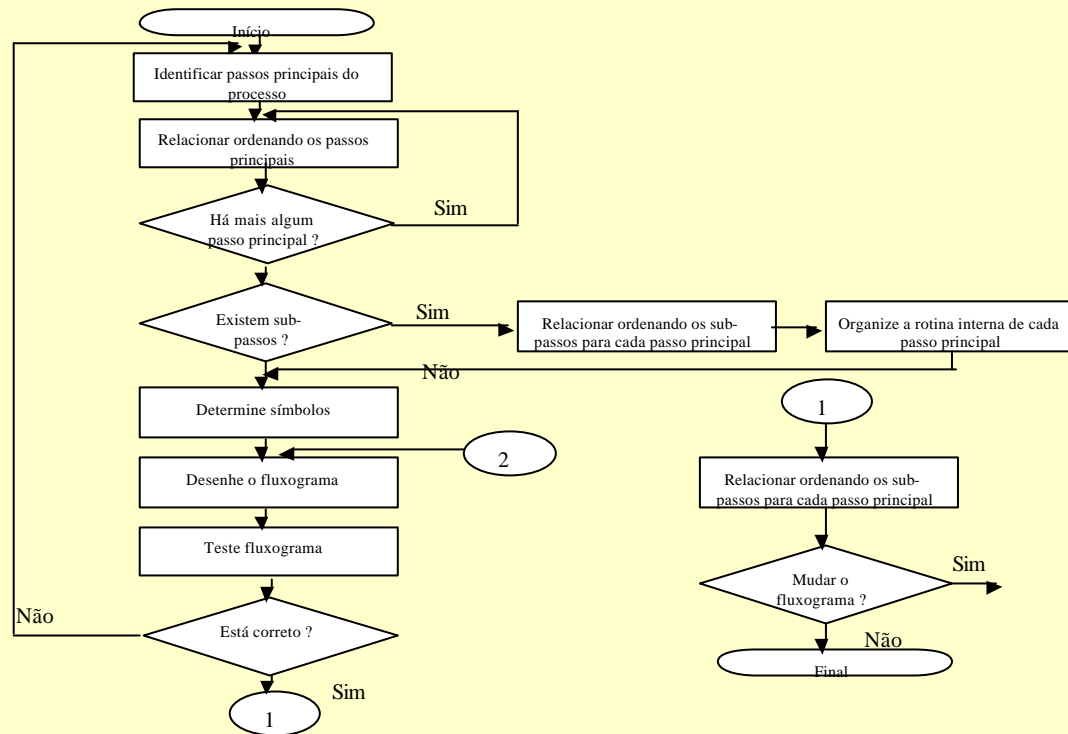 Início
Identificar passos principais do
processo
Relacionar ordenando os passos
principais
Há mais algum
passo principal ?
Sim
Existem sub-
passos ?
Sim
Relacionar ordenando os sub-
passos para cada passo principal
Organize a rotina interna de cada
passo principal
Não
Determine símbolos
2
Desenhe o fluxograma
Teste fluxograma
Está correto ?
Não
Sim
1
1
Relacionar ordenando os sub-
passos para cada passo principal
Mudar o
fluxograma ?
Sim
Não
Final